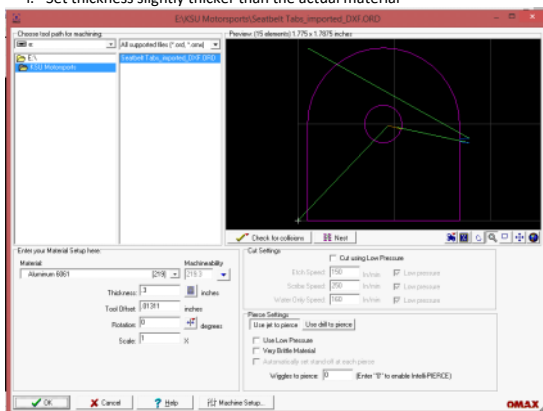 Set thickness slightly thicker than the actual material
E:\KSU Motorsports\Seatbelt Tabs_imported_DXF.ORD
Choose tool path for machining:
e:
All supported files (*.ord, *.omx)
E:\
KSU Motorsports
Seatbelt Tabs_imported_DXF.ORD
Preview: (15 elements) 1.775 x 1.7875 inches
Check for collisions
Nest
Enter your Material Setup here:
Material:
Machineability
Aluminum 6061 [219]
219.3
Thickness: .3 inches
Tool Offset: .01311 inches
Rotation: 0 degrees
Scale: 1 X
Cut Settings
Cut using Low Pressure
Etch Speed: 150 In/min Low pressure
Scribe Speed: 250 In/min Low pressure
Water Only Speed: 160 In/min Low pressure
Pierce Settings
Use jet to pierce
Use drill to pierce
Use Low Pressure
Very Brittle Material
Automatically set standoff at each pierce
Wiggles to pierce: 0 (Enter "0" to enable Intelli-PIERCE)
OK
Cancel
Help
Machine Setup...
OMAX